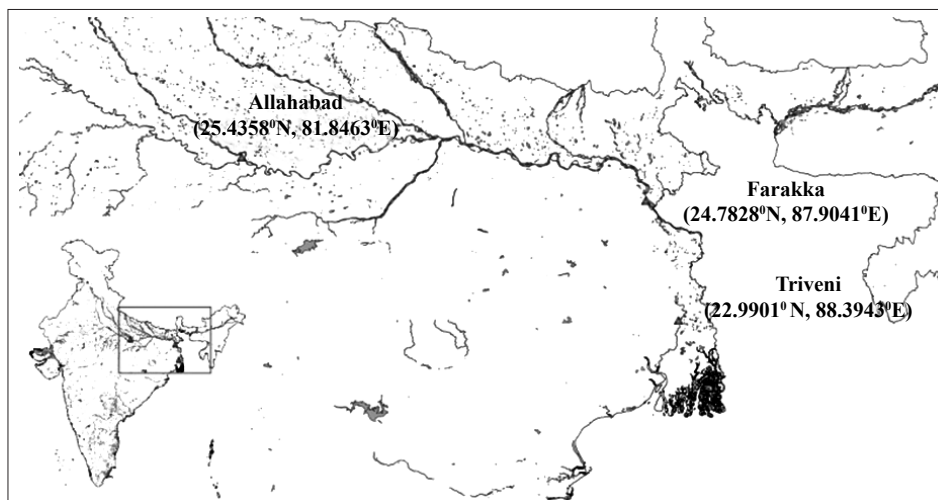 Allahabad
(25.4358⁰N, 81.8463⁰E)
Farakka
(24.7828⁰N, 87.9041⁰E)
Triveni
(22.9901⁰ N, 88.3943⁰E)